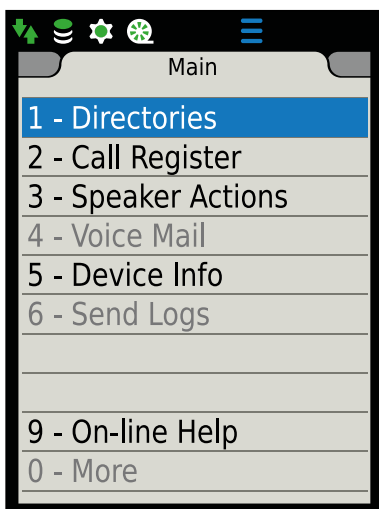 Main
1 - Directories
2 - Call Register
3 - Speaker Actions
4 - Voice Mail
5 - Device Info
6 - Send Logs
9 - On-line Help
0 - More